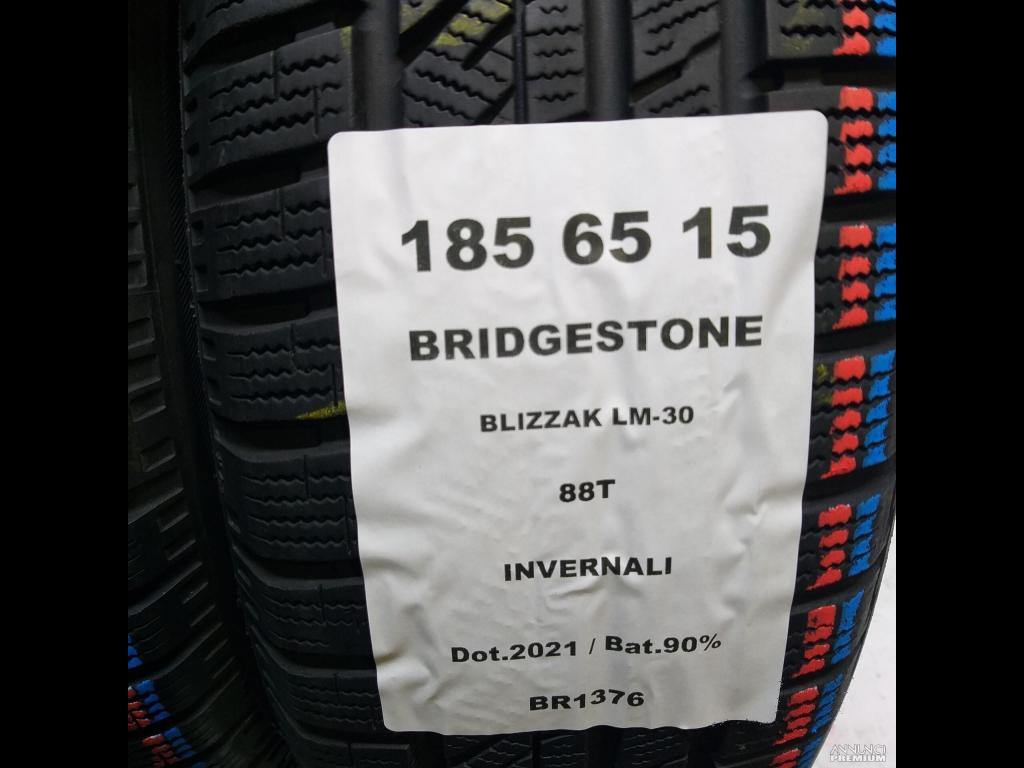 185 65 15
BRIDGESTONE
BLIZZAK LM-30
88T
INVERNALI
Dot.2021 / Bat.90%
BR1376
ANNUNCI
PREMIUM